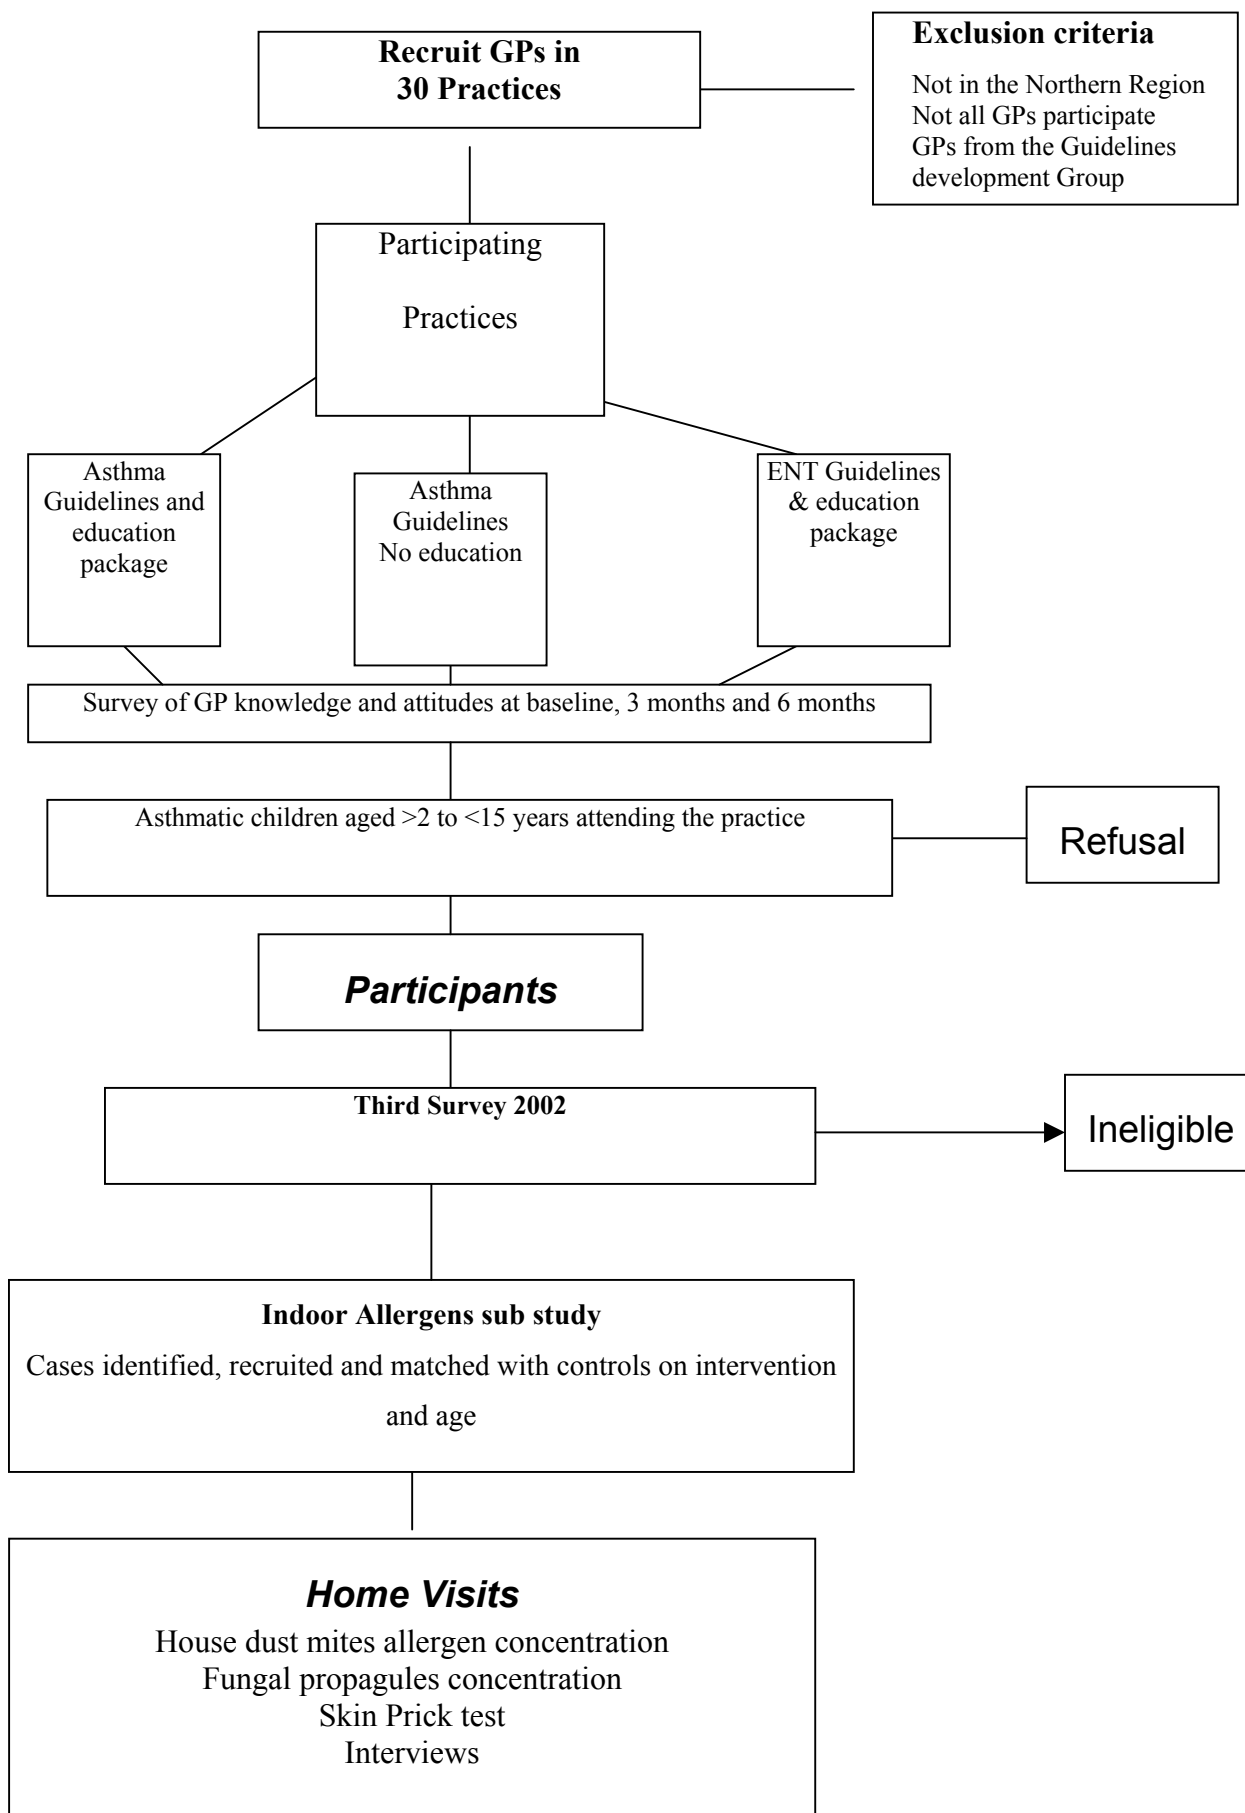 Recruit GPs in
30 Practices
Exclusion criteria
Not in the Northern Region
Not all GPs participate
GPs from the Guidelines
development Group
Participating
Practices
Asthma
Guidelines and
education
package
Asthma
Guidelines
No education
ENT Guidelines
& education
package
Survey of GP knowledge and attitudes at baseline, 3 months and 6 months
Asthmatic children aged >2 to <15 years attending the practice
Refusal
Participants
Third Survey 2002
Ineligible
Indoor Allergens sub study
Cases identified, recruited and matched with controls on intervention
and age
Home Visits
House dust mites allergen concentration
Fungal propagules concentration
Skin Prick test
Interviews